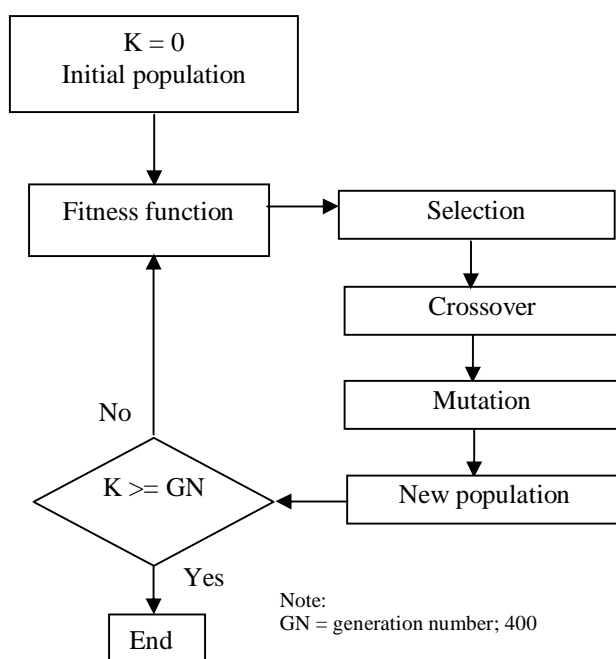 K = 0
Initial population
Fitness function
Selection
Crossover
Mutation
New population
No
K >= GN
Yes
End
Note:
GN = generation number; 400